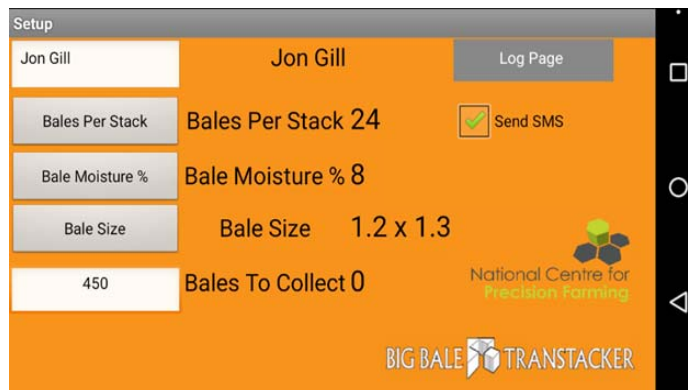 Setup
Jon Gill Jon Gill Log Page
Bales Per Stack Bales Per Stack 24 Send SMS
Bale Moisture % Bale Moisture % 8
Bale Size Bale Size 1.2 x 1.3
450 Bales To Collect 0
National Centre for
Precision Farming
BIG BALE TRANSTACKER